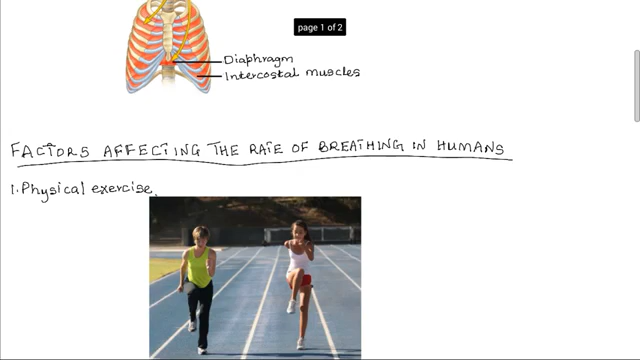 page 1 of 2
Diaphragm
Intercostal muscles
FACTORS AFFECTING THE RATE OF BREATHING IN HUMANS
1. Physical exercise.